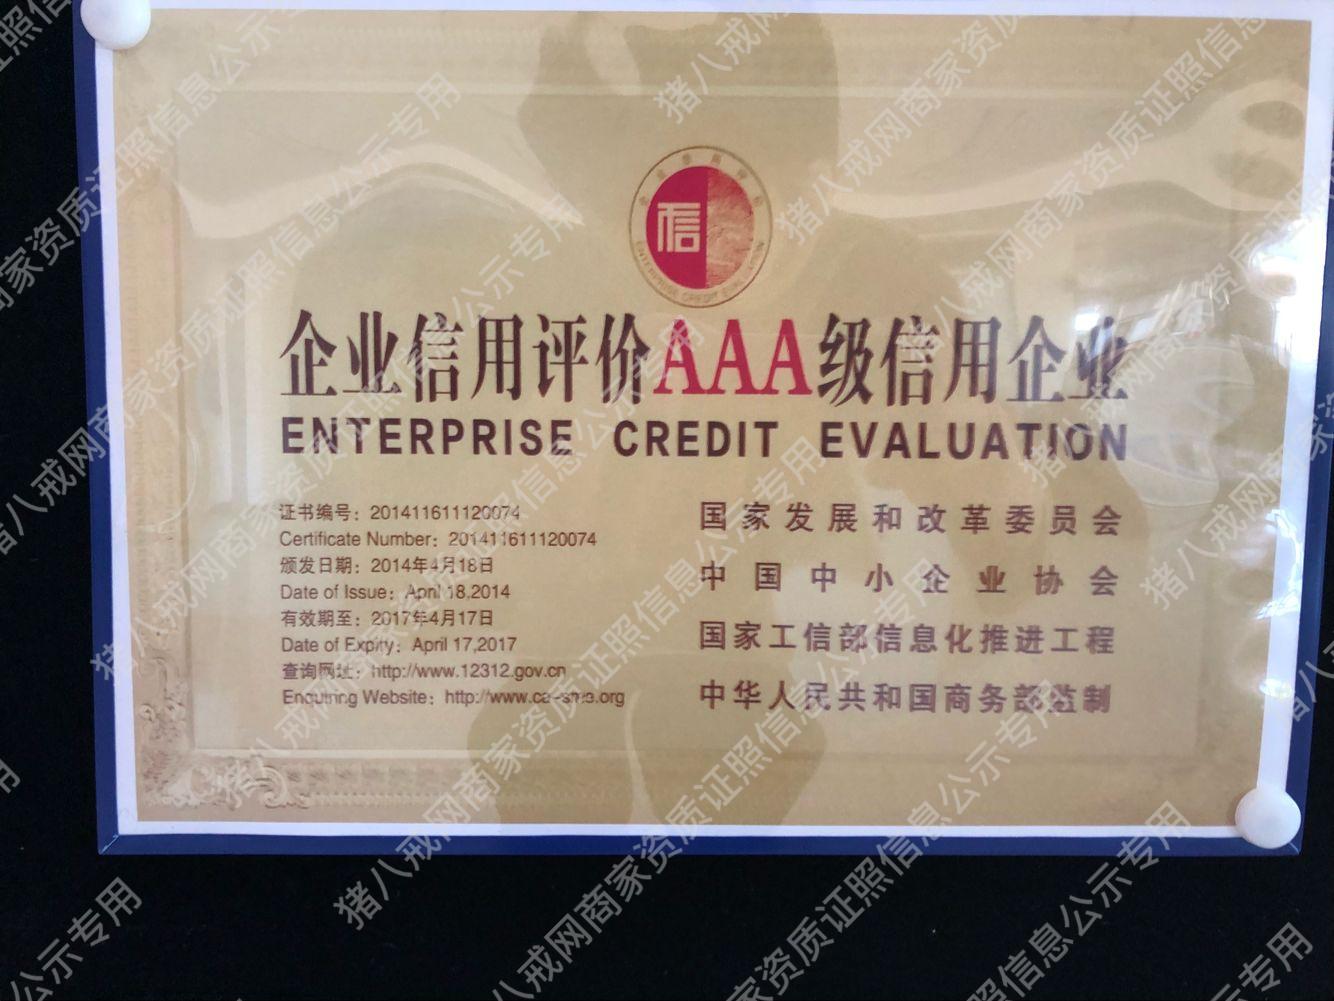 信
企业信用评价AAA级信用企业
ENTERPRISE CREDIT EVALUATION
证书编号：201411611120074
Certificate Number：201411611120074
颁发日期：2014年4月18日
Date of Issue：April 18,2014
有效期至：2017年4月17日
Date of Expiry：April 17,2017
查询网址：http://www.12312.gov.cn
Enquiring Website：http://www.ca-sme.org
国家发展和改革委员会
中国中小企业协会
国家工信部信息化推进工程
中华人民共和国商务部监制
猪八戒网商家资质证照信息公示专用